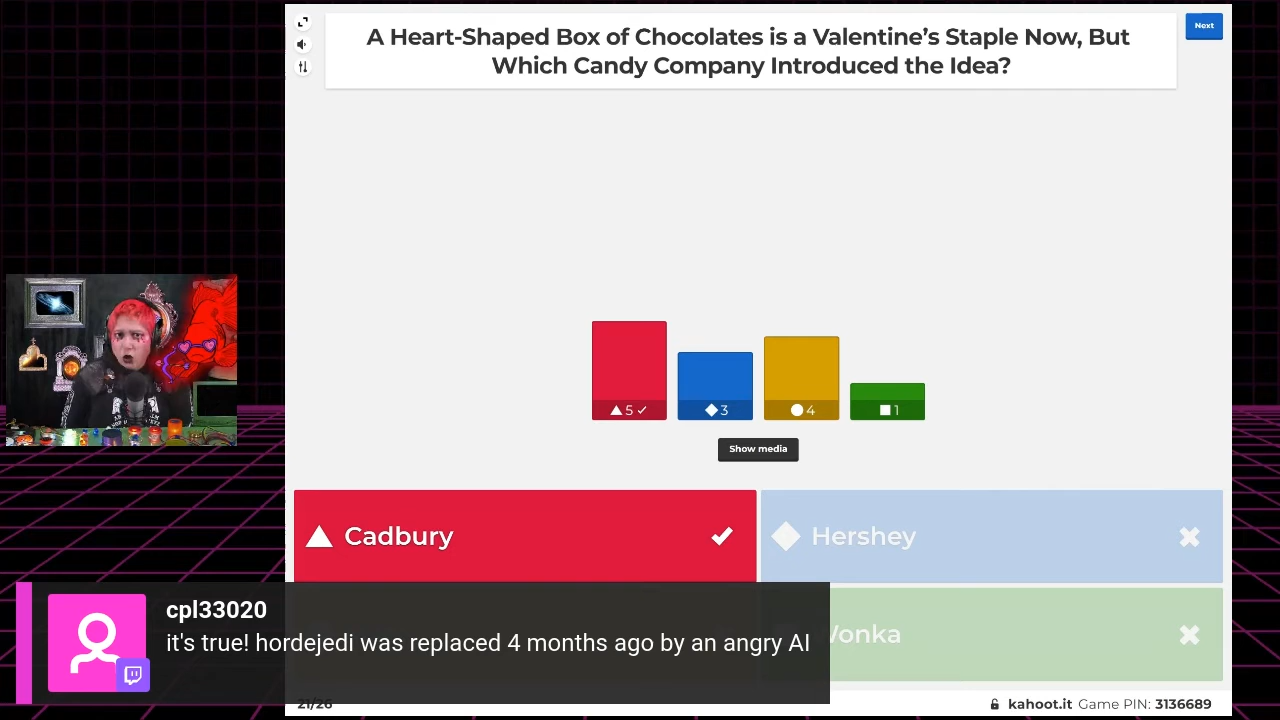 A Heart-Shaped Box of Chocolates is a Valentine's Staple Now, But
Which Candy Company Introduced the Idea?
Next
5
3
4
1
Show media
Cadbury
Hershey
Wonka
cpl33020
it's true! hordejedi was replaced 4 months ago by an angry AI
21/26
kahoot.it Game PIN: 3136689